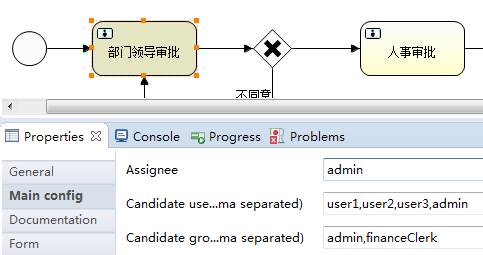 部门领导审批
人事审批
不同意
Properties Console Progress Problems
General
Main config
Documentation
Form
Assignee admin
Candidate use...ma separated) user1,user2,user3,admin
Candidate gro...ma separated) admin,financeClerk